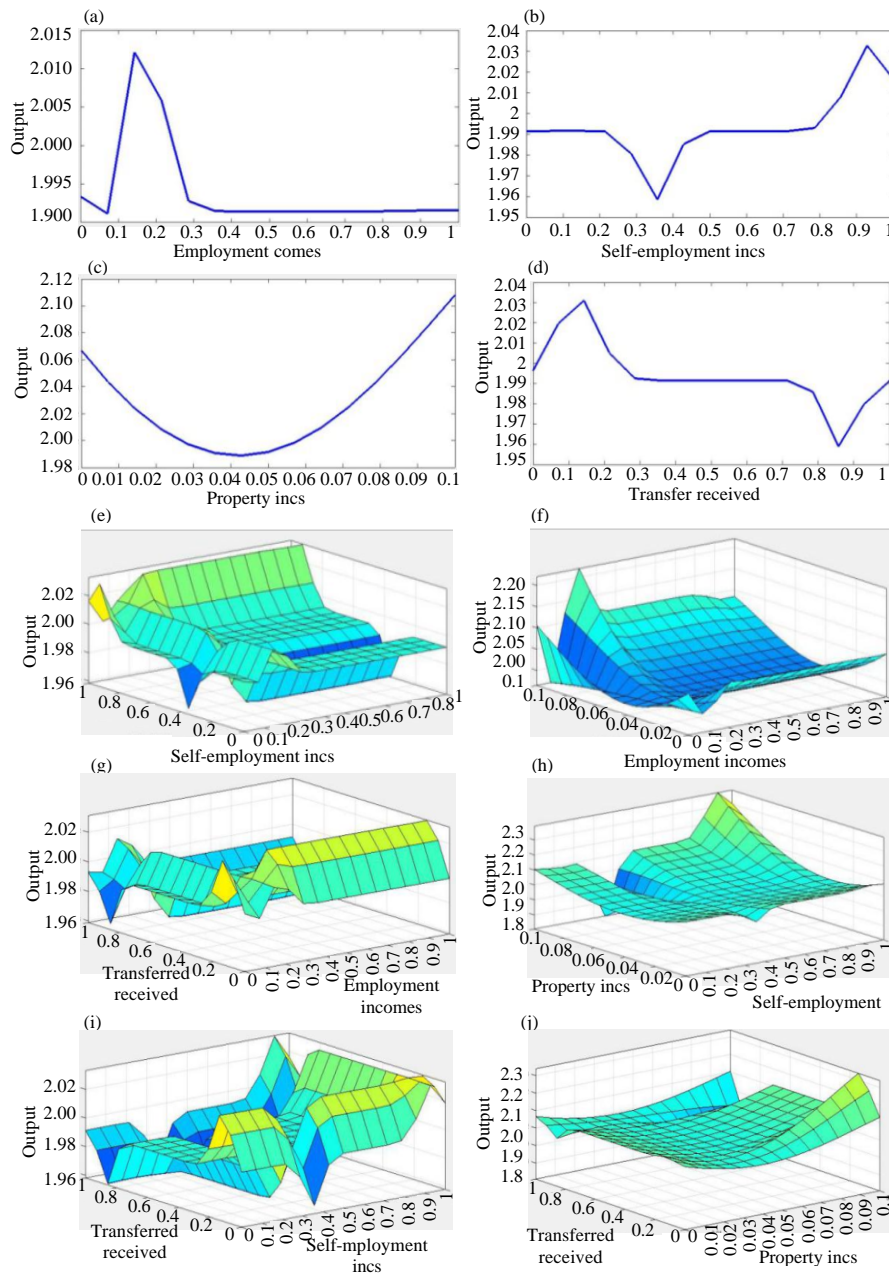 (a)
2.015
2.010
2.005
2.000
1.995
1.900
Output
0 0.1 0.2 0.3 0.4 0.5 0.6 0.7 0.8 0.9 1
Employment comes
(b)
2.04
2.03
2.02
2.01
2
1.99
1.98
1.97
1.96
1.95
Output
0 0.1 0.2 0.3 0.4 0.5 0.6 0.7 0.8 0.9 1
Self-employment incs
(c)
2.12
2.10
2.06
2.04
2.02
2.00
1.98
Output
0 0.01 0.02 0.03 0.04 0.05 0.06 0.07 0.08 0.09 0.1
Property incs
(d)
2.04
2.03
2.02
2.01
2
1.99
1.98
1.97
1.96
1.95
Output
0 0.1 0.2 0.3 0.4 0.5 0.6 0.7 0.8 0.9 1
Transfer received
(e)
2.02
2.00
1.98
1.96
Output
1 0.8 0.6 0.4 0.2 0
0 0.1 0.2 0.3 0.4 0.5 0.6 0.7 0.8 1
Self-employment incs
(f)
2.20
2.15
2.10
2.05
2.00
Output
0.1 0.08 0.06 0.04 0.02 0
0 0.1 0.2 0.3 0.4 0.5 0.6 0.7 0.8 0.9 1
Employment incomes
(g)
2.02
2.00
1.98
1.96
Output
1 0.8 0.6 0.4 0.2 0
0 0.1 0.2 0.3 0.4 0.5 0.6 0.7 0.8 0.9 1
Transferred
received
Employment
incomes
(h)
2.3
2.2
2.1
2.0
1.9
1.8
Output
0.1 0.08 0.06 0.04 0.02 0
0 0.1 0.2 0.3 0.4 0.5 0.6 0.7 0.8 0.9 1
Property incs
Self-employment
(i)
2.02
2.00
1.98
1.96
Output
1 0.8 0.6 0.4 0.2 0
0 0.1 0.2 0.3 0.4 0.5 0.6 0.7 0.8 0.9 1
Transferred
received
Self-mployment
incs
(j)
2.3
2.2
2.1
2.0
1.9
1.8
Output
1 0.8 0.6 0.4 0.2 0
0 0.01 0.02 0.03 0.04 0.05 0.06 0.07 0.08 0.09 0.1
Transferred
received
Property incs